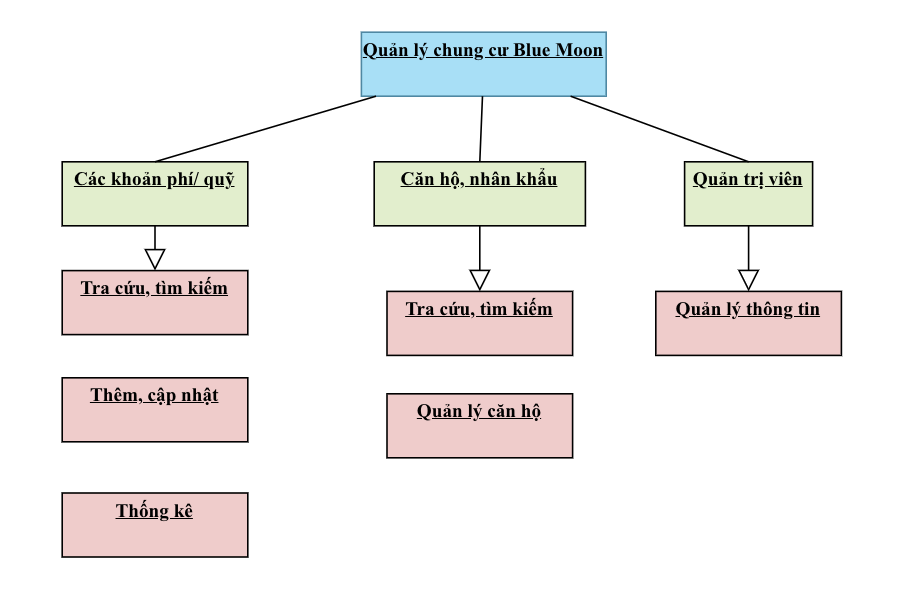 Quản lý chung cư Blue Moon
Các khoản phí/ quỹ
Căn hộ, nhân khẩu
Quản trị viên
Tra cứu, tìm kiếm
Tra cứu, tìm kiếm
Quản lý thông tin
Thêm, cập nhật
Quản lý căn hộ
Thống kê